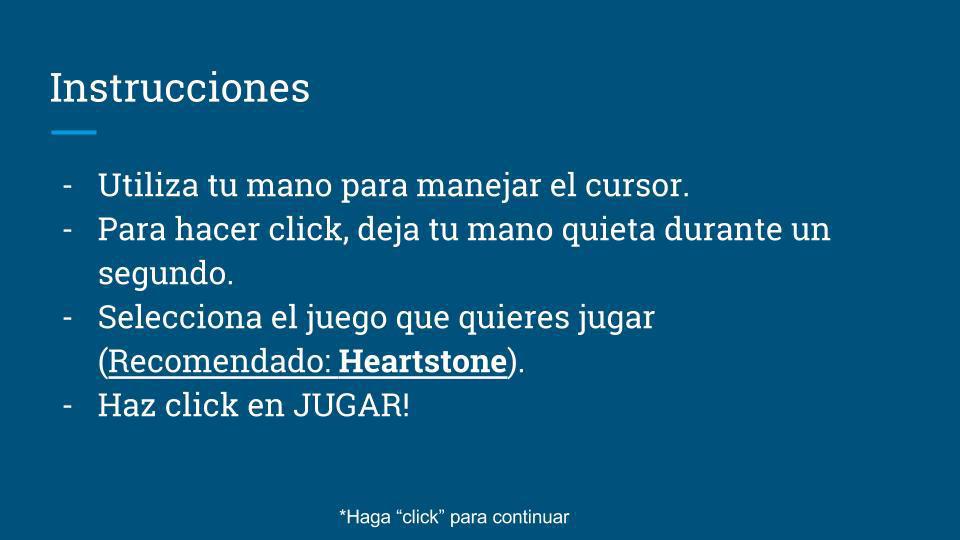 Instrucciones
- Utiliza tu mano para manejar el cursor.
- Para hacer click, deja tu mano quieta durante un
segundo.
- Selecciona el juego que quieres jugar
(Recomendado: Heartstone).
- Haz click en JUGAR!
*Haga “click” para continuar